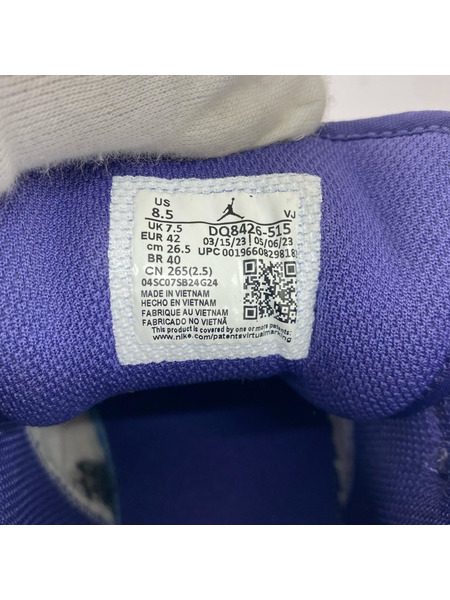 US
8.5
UK 7.5
EUR 42
cm 26.5
BR 40
CN 265(2.5)
VJ
DQ8426-515
03/15/23 05/06/23
UPC 00196608298181
04SC07SB24G24
MADE IN VIETNAM
HECHO EN VIETNAM
FABRIQUE AU VIETNAM
FABRICADO NO VIETNÃ
This product is covered by one or more patents.
www.nike.com/patentsvirtualmarking